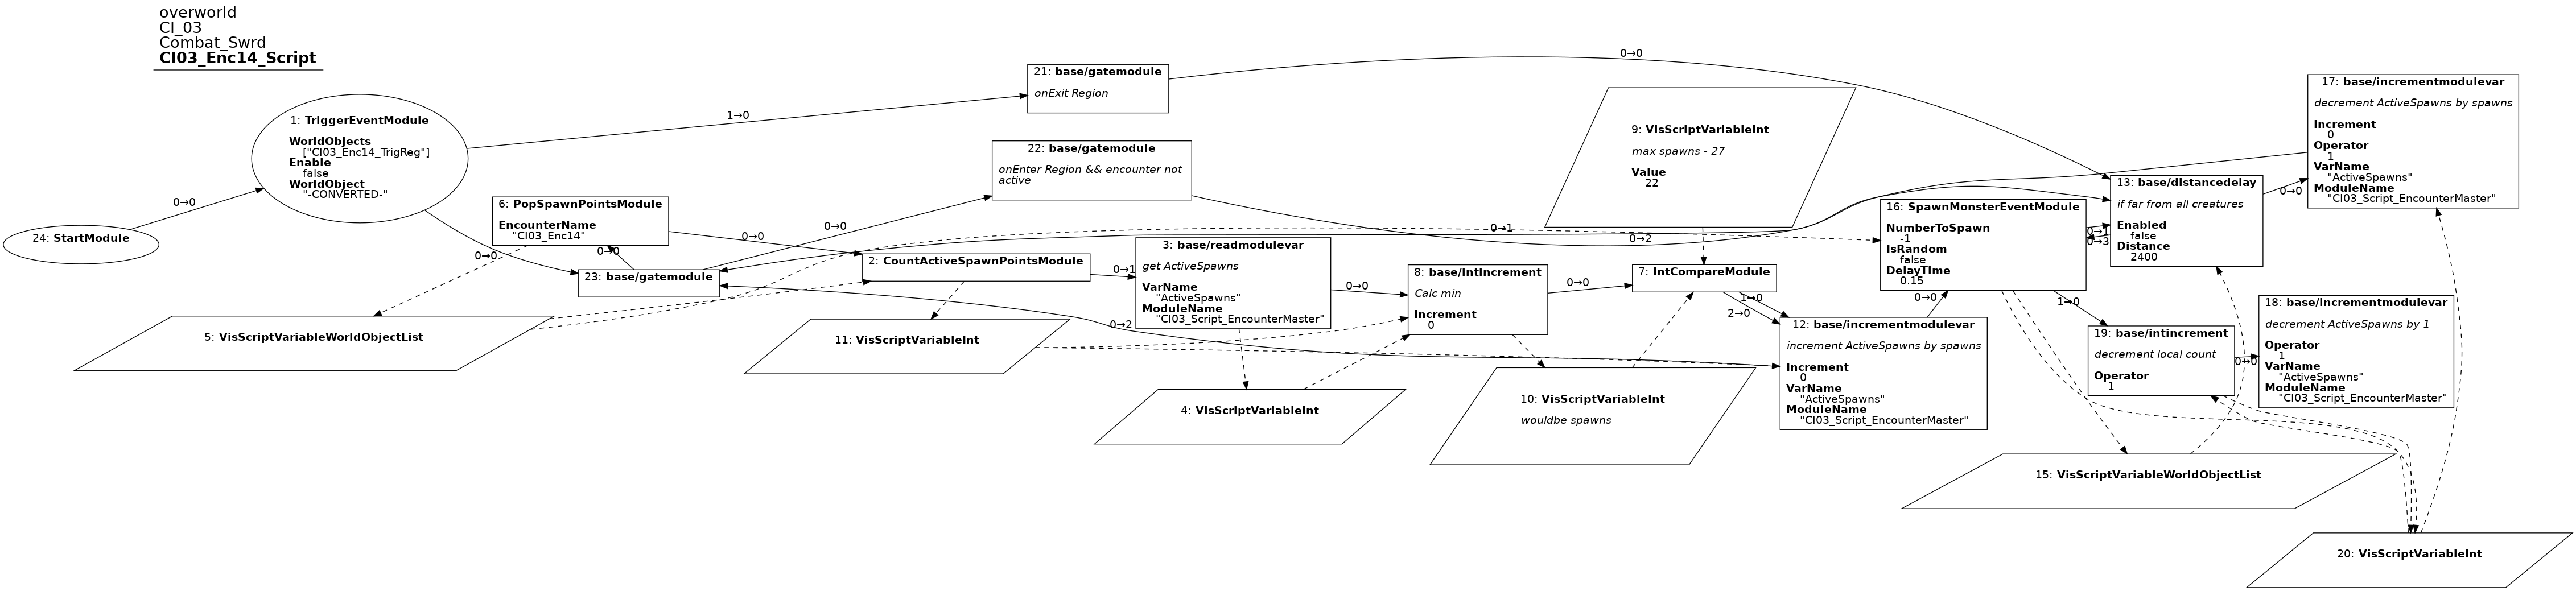 overworld
CI_03
Combat_Swrd
CI03_Enc14_Script
24: StartModule
0→0
1: TriggerEventModule
WorldObjects
["CI03_Enc14_TrigReg"]
Enable
false
WorldObject
"-CONVERTED-"
1→0
0→0
21: base/gatemodule
onExit Region
0→0
22: base/gatemodule
onEnter Region && encounter not
active
0→2
6: PopSpawnPointsModule
EncounterName
"CI03_Enc14"
0→0
0→0
23: base/gatemodule
0→0
5: VisScriptVariableWorldObjectList
2: CountActiveSpawnPointsModule
0→1
11: VisScriptVariableInt
0→2
3: base/readmodulevar
get ActiveSpawns
VarName
"ActiveSpawns"
ModuleName
"CI03_Script_EncounterMaster"
0→0
0→1
4: VisScriptVariableInt
8: base/intincrement
Calc min
Increment
0
0→0
9: VisScriptVariableInt
max spawns - 27
Value
22
7: IntCompareModule
1→0
2→0
10: VisScriptVariableInt
wouldbe spawns
12: base/incrementmodulevar
increment ActiveSpawns by spawns
Increment
0
VarName
"ActiveSpawns"
ModuleName
"CI03_Script_EncounterMaster"
0→0
16: SpawnMonsterEventModule
NumberToSpawn
-1
IsRandom
false
DelayTime
0.15
0→1
0→3
1→0
13: base/distancedelay
if far from all creatures
Enabled
false
Distance
2400
0→0
17: base/incrementmodulevar
decrement ActiveSpawns by spawns
Increment
0
Operator
1
VarName
"ActiveSpawns"
ModuleName
"CI03_Script_EncounterMaster"
19: base/intincrement
decrement local count
Operator
1
0→0
18: base/incrementmodulevar
decrement ActiveSpawns by 1
Operator
1
VarName
"ActiveSpawns"
ModuleName
"CI03_Script_EncounterMaster"
15: VisScriptVariableWorldObjectList
20: VisScriptVariableInt